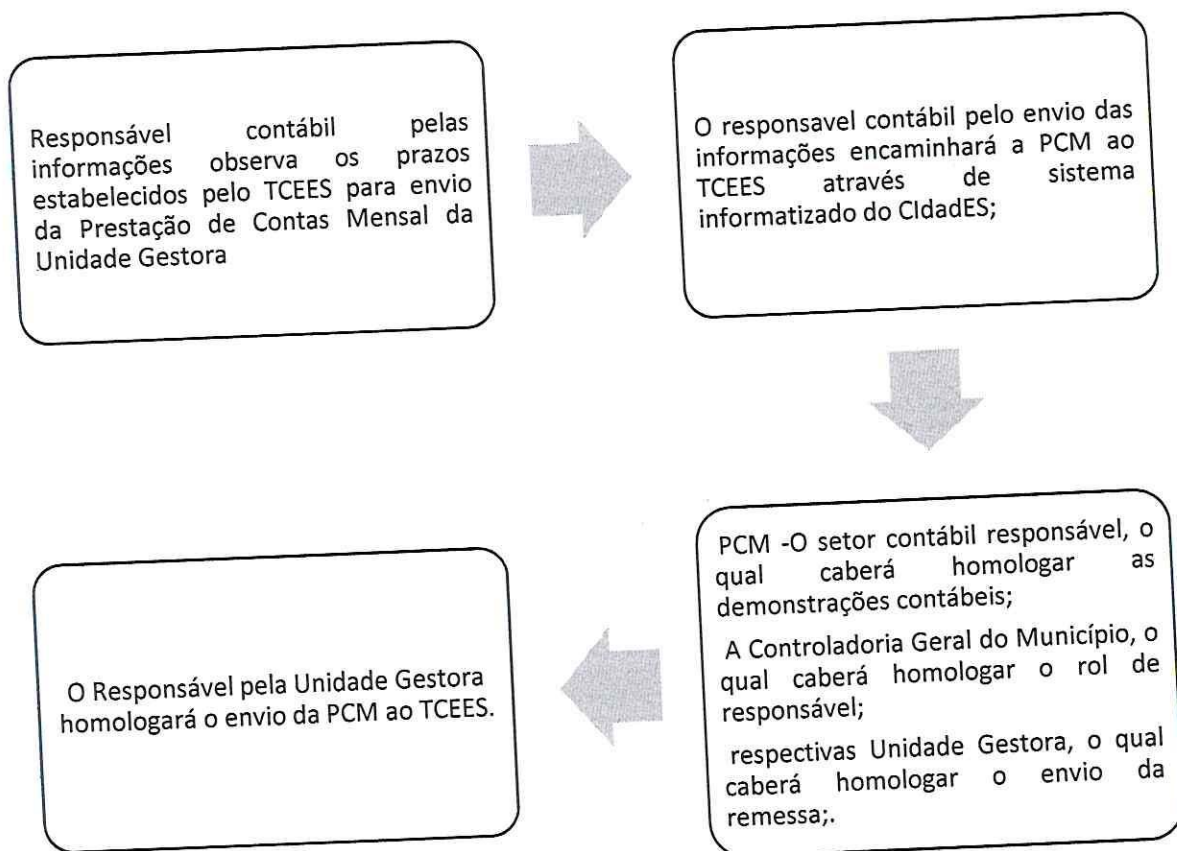 Responsável contábil pelas
informações observa os prazos
estabelecidos pelo TCEES para envio
da Prestação de Contas Mensal da
Unidade Gestora
O responsavel contábil pelo envio das
informações encaminhará a PCM ao
TCEES através de sistema
informatizado do CIdadES;
PCM -O setor contábil responsável, o
qual caberá homologar as
demonstrações contábeis;
A Controladoria Geral do Município, o
qual caberá homologar o rol de
responsável;
respectivas Unidade Gestora, o qual
caberá homologar o envio da
remessa;.
O Responsável pela Unidade Gestora
homologará o envio da PCM ao TCEES.